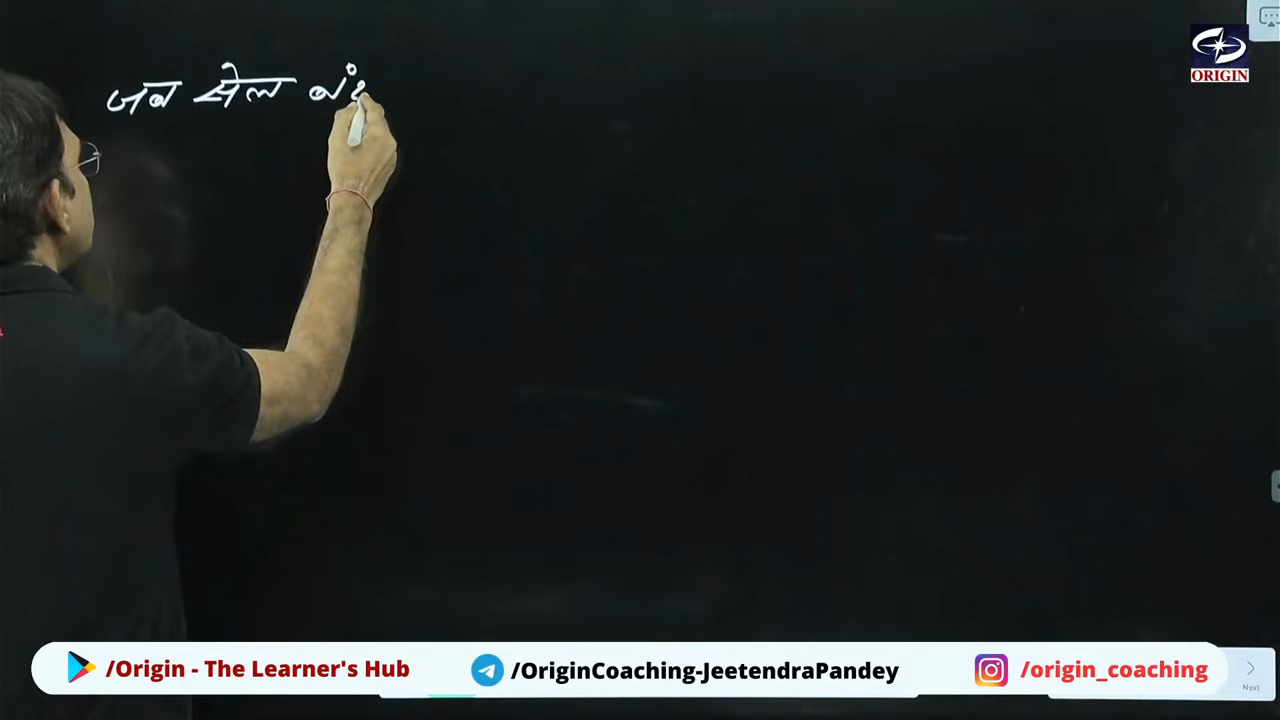 जब सेल बं
ORIGIN
/Origin - The Learner's Hub
/OriginCoaching-JeetendraPandey
/origin_coaching
Next